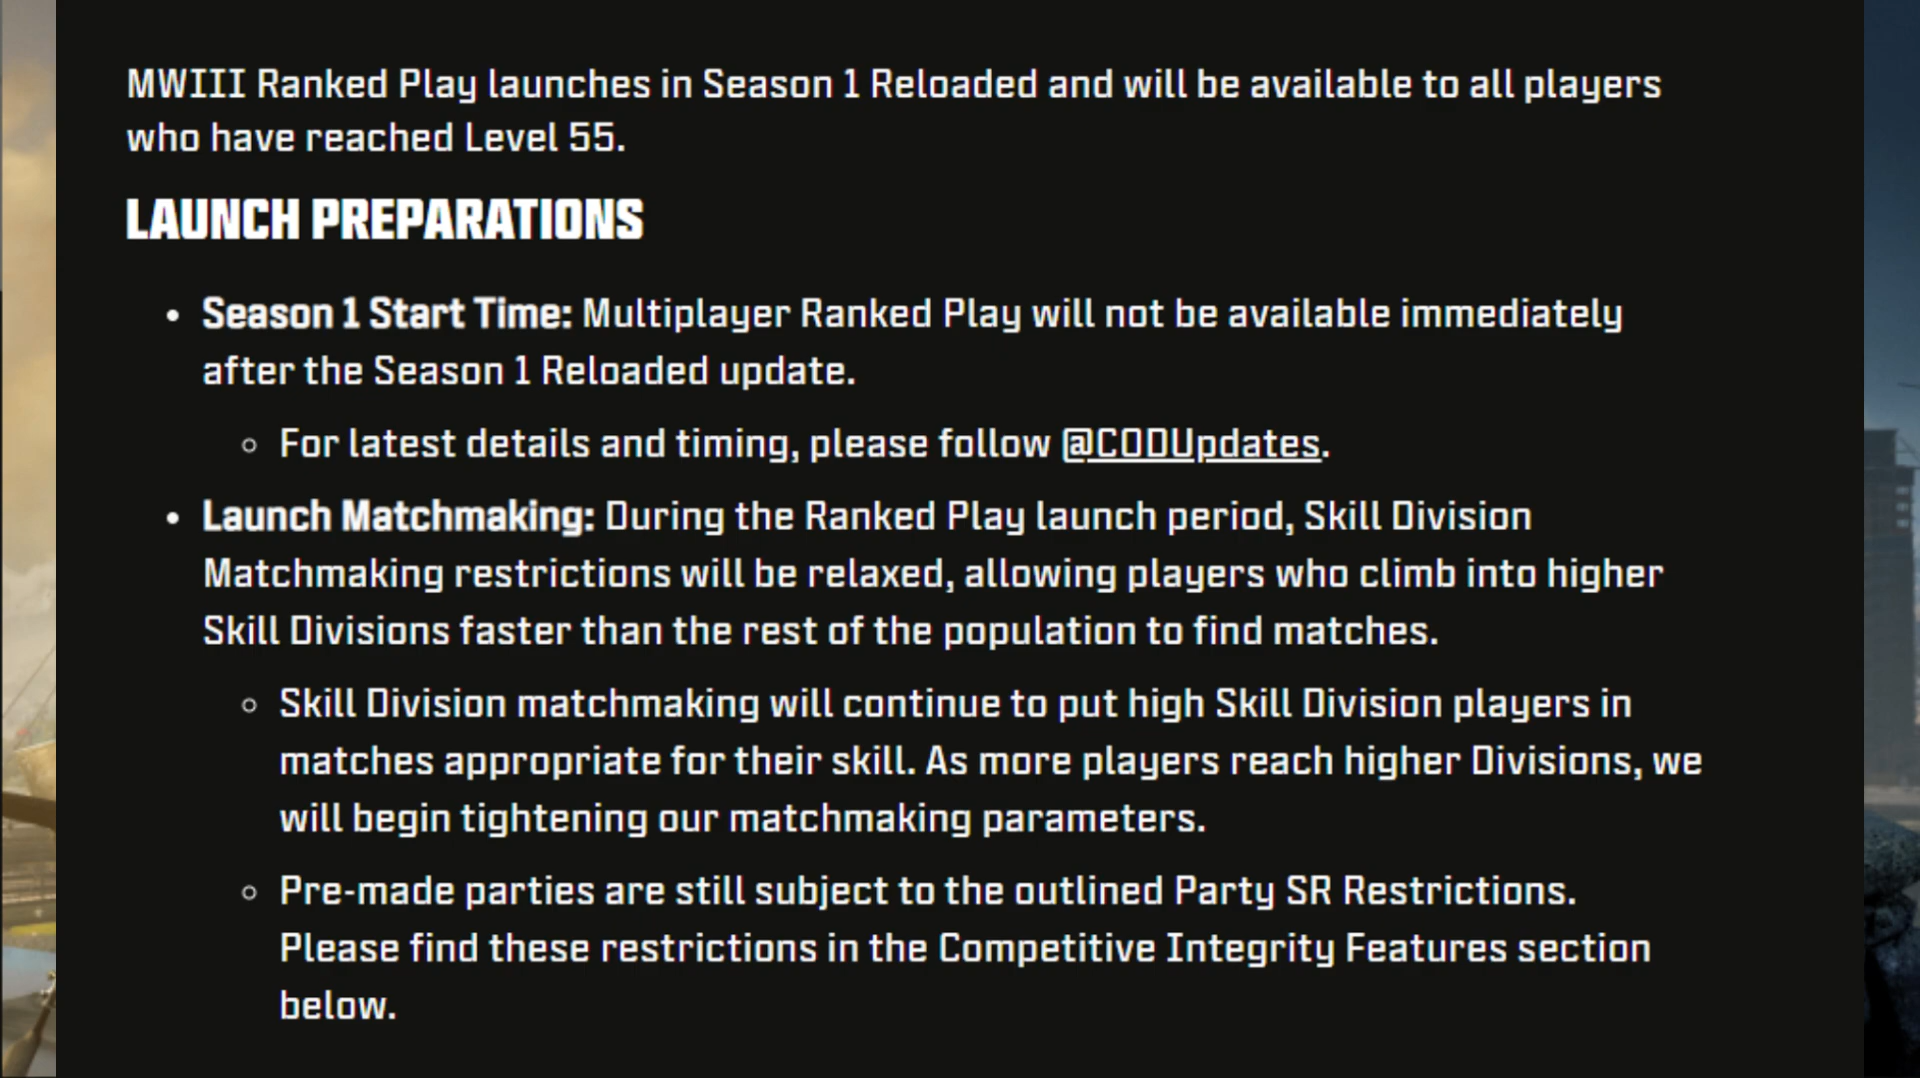 MWIII Ranked Play launches in Season 1 Reloaded and will be available to all players
who have reached Level 55.
LAUNCH PREPARATIONS
• Season 1 Start Time: Multiplayer Ranked Play will not be available immediately
after the Season 1 Reloaded update.
◦ For latest details and timing, please follow @CODUpdates.
• Launch Matchmaking: During the Ranked Play launch period, Skill Division
Matchmaking restrictions will be relaxed, allowing players who climb into higher
Skill Divisions faster than the rest of the population to find matches.
◦ Skill Division matchmaking will continue to put high Skill Division players in
matches appropriate for their skill. As more players reach higher Divisions, we
will begin tightening our matchmaking parameters.
◦ Pre-made parties are still subject to the outlined Party SR Restrictions.
Please find these restrictions in the Competitive Integrity Features section
below.